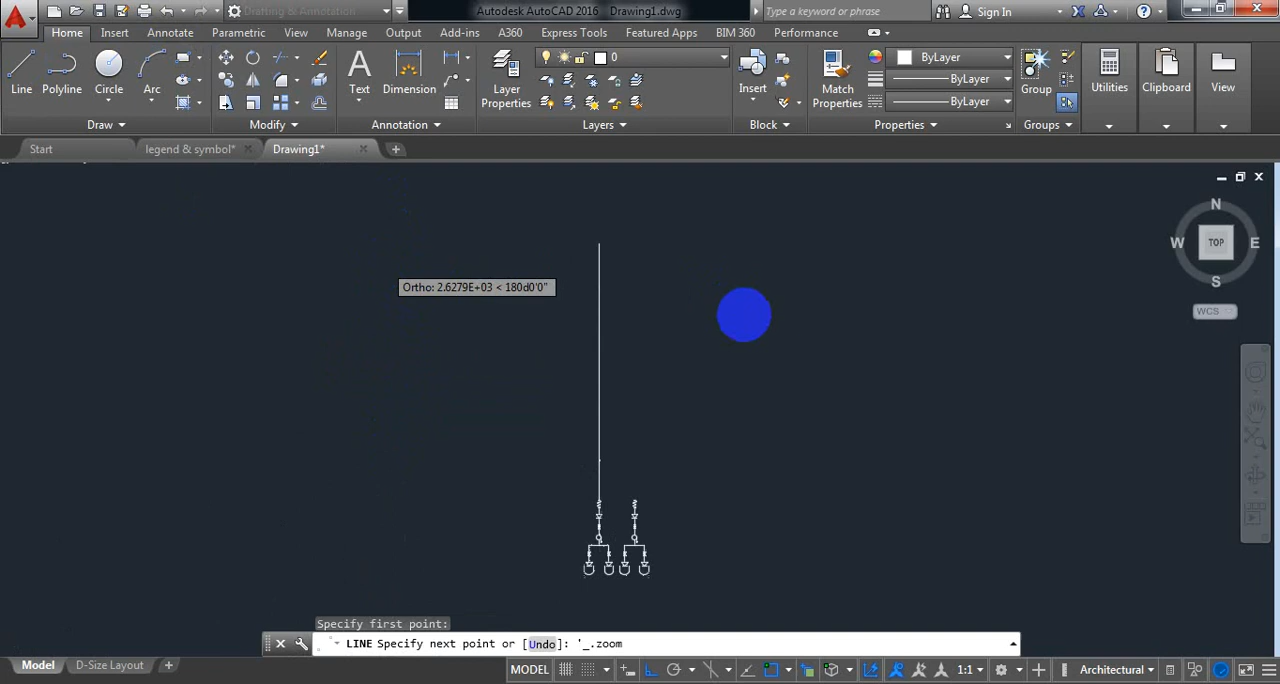 Drafting & Annotation
Autodesk AutoCAD 2016 Drawing1.dwg
Type a keyword or phrase
Sign In
Home Insert Annotate Parametric View Manage Output Add-ins A360 Express Tools Featured Apps BIM 360 Performance
0
ByLayer
ByLayer
ByLayer
Line Polyline Circle Arc
Text Dimension
Layer
Properties
Insert
Match
Properties
Group
Utilities Clipboard View
Draw Modify Annotation Layers Block Properties Groups
Start legend & symbol* Drawing1*
N
W TOP E
S
WCS
Ortho: 2.6279E+03 < 180d0'0"
Specify first point:
LINE Specify next point or [Undo]: '_.zoom
Model D-Size Layout
MODEL 1:1 Architectural